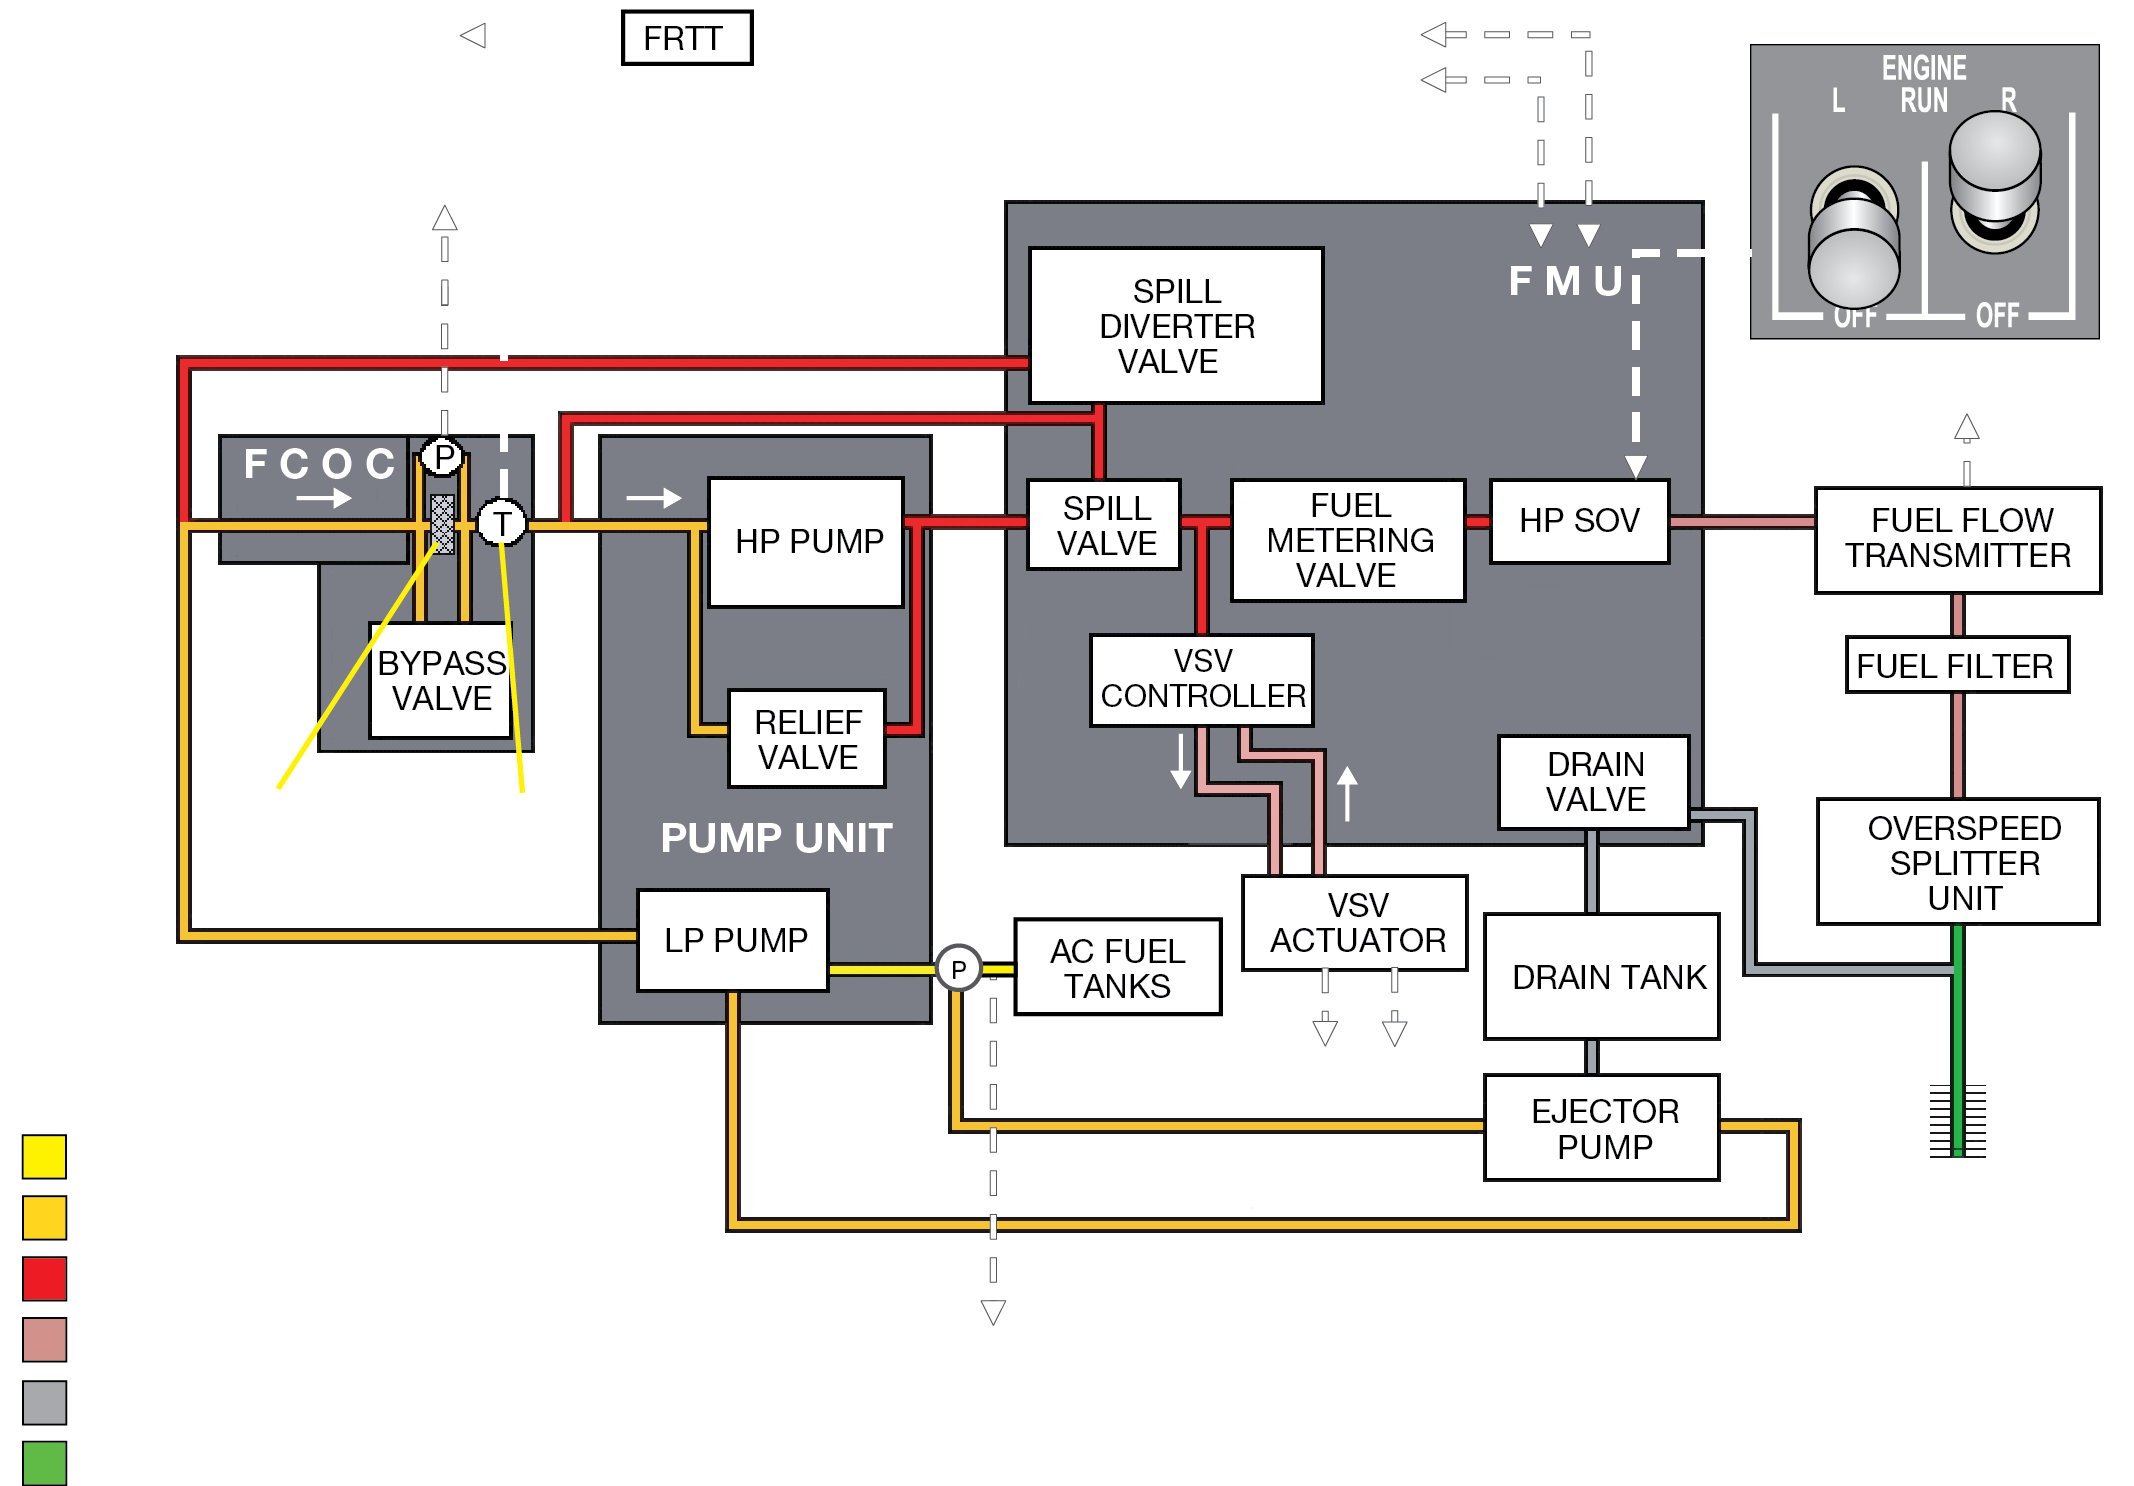 FRTT
ENGINE
L RUN R
OFF OFF
F M U
SPILL
DIVERTER
VALVE
F C O C
P
T
HP PUMP
SPILL
VALVE
FUEL
METERING
VALVE
HP SOV
FUEL FLOW
TRANSMITTER
BYPASS
VALVE
RELIEF
VALVE
VSV
CONTROLLER
FUEL FILTER
PUMP UNIT
DRAIN
VALVE
OVERSPEED
SPLITTER
UNIT
LP PUMP
P
AC FUEL
TANKS
VSV
ACTUATOR
DRAIN TANK
EJECTOR
PUMP